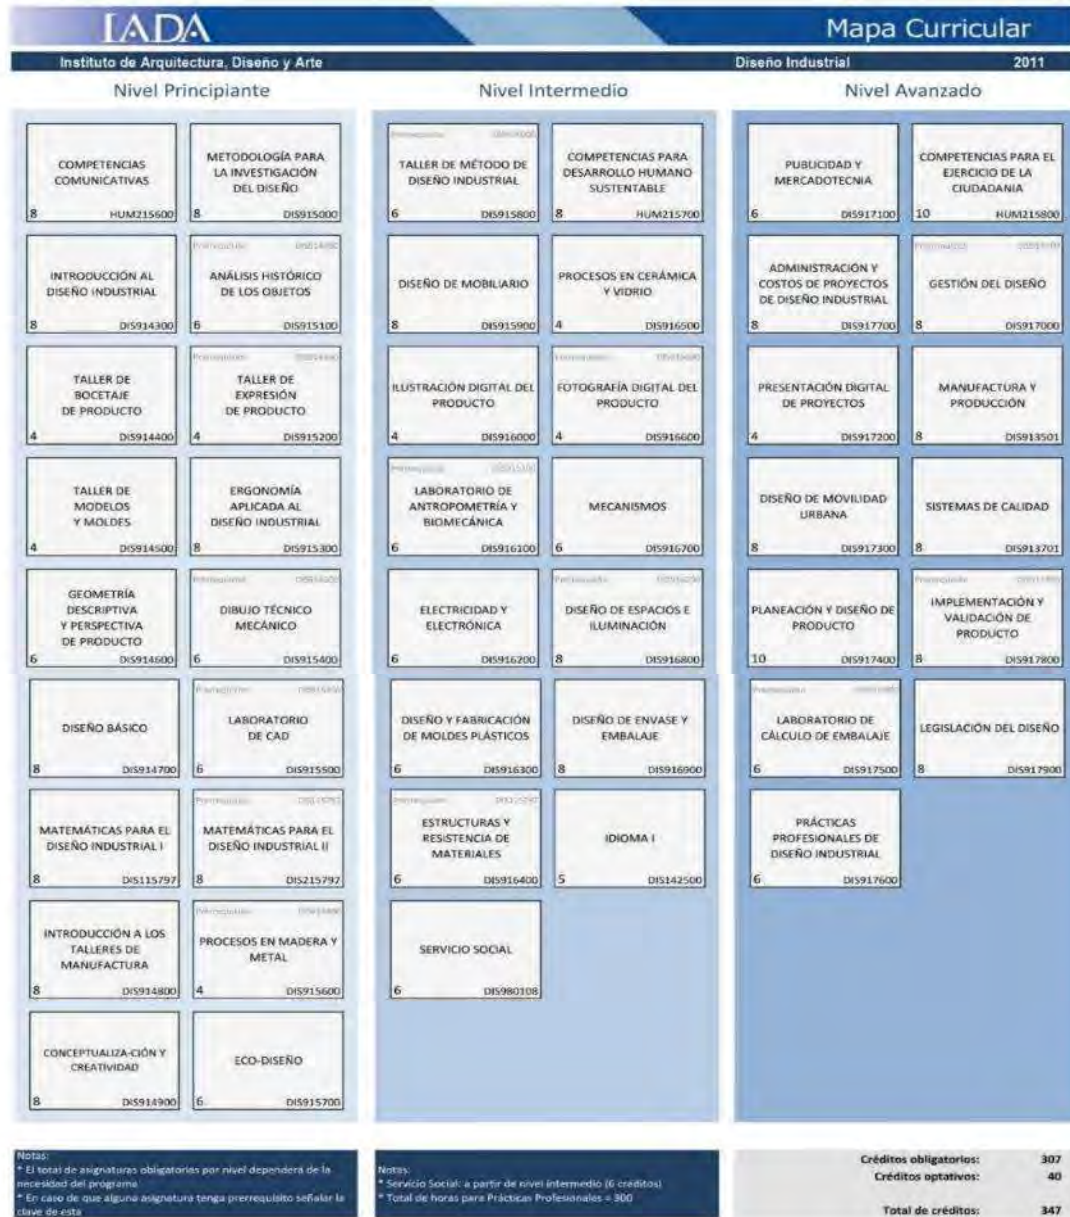 IADA
Mapa Curricular
Instituto de Arquitectura, Diseño y Arte
Diseño Industrial
2011
Nivel Principiante
Nivel Intermedio
Nivel Avanzado
COMPETENCIAS
COMUNICATIVAS
8 HUM215600
METODOLOGÍA PARA
LA INVESTIGACIÓN
DEL DISEÑO
8 DIS915000
INTRODUCCIÓN AL
DISEÑO INDUSTRIAL
8 DIS914300
Prerrequisito
ANÁLISIS HISTÓRICO
DE LOS OBJETOS
6 DIS915100
TALLER DE
BOCETAJE
DE PRODUCTO
4 DIS914400
Prerrequisito
TALLER DE
EXPRESIÓN
DE PRODUCTO
4 DIS915200
TALLER DE
MODELOS
Y MOLDES
4 DIS914500
ERGONOMÍA
APLICADA AL
DISEÑO INDUSTRIAL
8 DIS915300
GEOMETRÍA
DESCRIPTIVA
Y PERSPECTIVA
DE PRODUCTO
6 DIS914600
Prerrequisito
DIBUJO TÉCNICO
MECÁNICO
6 DIS915400
DISEÑO BÁSICO
8 DIS914700
Prerrequisito
LABORATORIO
DE CAD
6 DIS915500
MATEMÁTICAS PARA EL
DISEÑO INDUSTRIAL I
8 DIS115797
Prerrequisito DIS115797
MATEMÁTICAS PARA EL
DISEÑO INDUSTRIAL II
8 DIS215797
INTRODUCCIÓN A LOS
TALLERES DE
MANUFACTURA
8 DIS914800
Prerrequisito
PROCESOS EN MADERA Y
METAL
4 DIS915600
CONCEPTUALIZA-CIÓN Y
CREATIVIDAD
8 DIS914900
ECO-DISEÑO
6 DIS915700
Prerrequisito
TALLER DE MÉTODO DE
DISEÑO INDUSTRIAL
6 DIS915800
COMPETENCIAS PARA
DESARROLLO HUMANO
SUSTENTABLE
8 HUM215700
DISEÑO DE MOBILIARIO
8 DIS915900
PROCESOS EN CERÁMICA
Y VIDRIO
4 DIS916500
ILUSTRACIÓN DIGITAL DEL
PRODUCTO
4 DIS916000
Prerrequisito
FOTOGRAFÍA DIGITAL DEL
PRODUCTO
4 DIS916600
Prerrequisito
LABORATORIO DE
ANTROPOMETRÍA Y
BIOMECÁNICA
6 DIS916100
MECANISMOS
6 DIS916700
ELECTRICIDAD Y
ELECTRÓNICA
6 DIS916200
Prerrequisito
DISEÑO DE ESPACIOS E
ILUMINACIÓN
8 DIS916800
DISEÑO Y FABRICACIÓN
DE MOLDES PLÁSTICOS
6 DIS916300
DISEÑO DE ENVASE Y
EMBALAJE
8 DIS916900
Prerrequisito
ESTRUCTURAS Y
RESISTENCIA DE
MATERIALES
6 DIS916400
IDIOMA I
5 DIS142500
SERVICIO SOCIAL
6 DIS980108
PUBLICIDAD Y
MERCADOTECNIA
6 DIS917100
COMPETENCIAS PARA EL
EJERCICIO DE LA
CIUDADANIA
10 HUM215800
ADMINISTRACIÓN Y
COSTOS DE PROYECTOS
DE DISEÑO INDUSTRIAL
8 DIS917700
Prerrequisito
GESTIÓN DEL DISEÑO
8 DIS917000
PRESENTACIÓN DIGITAL
DE PROYECTOS
4 DIS917200
MANUFACTURA Y
PRODUCCIÓN
8 DIS913501
DISEÑO DE MOVILIDAD
URBANA
8 DIS917300
SISTEMAS DE CALIDAD
8 DIS913701
PLANEACIÓN Y DISEÑO DE
PRODUCTO
10 DIS917400
Prerrequisito
IMPLEMENTACIÓN Y
VALIDACIÓN DE
PRODUCTO
8 DIS917800
Prerrequisito
LABORATORIO DE
CÁLCULO DE EMBALAJE
6 DIS917500
LEGISLACIÓN DEL DISEÑO
8 DIS917900
PRÁCTICAS
PROFESIONALES DE
DISEÑO INDUSTRIAL
6 DIS917600
Notas:
* El total de asignaturas obligatorias por nivel dependerá de la
necesidad del programa
* En caso de que alguna asignatura tenga prerrequisito señalar la
clave de esta
Notas:
* Servicio Social: a partir de nivel intermedio (6 créditos)
* Total de horas para Prácticas Profesionales = 300
Créditos obligatorios: 307
Créditos optativos: 40
Total de créditos: 347